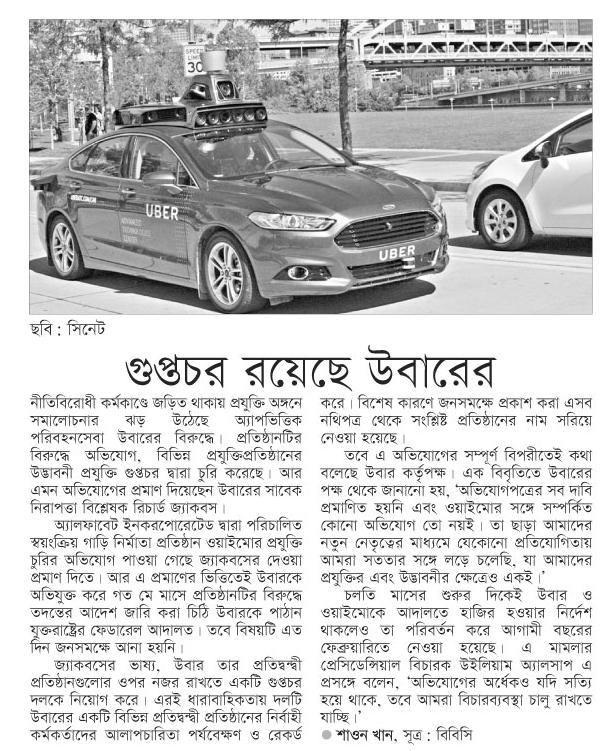 SPEED
LIMIT
30
UBER
ADVANCED
TECHNOLOGIES
CENTER
UBER
ছবি : সিনেট
গুপ্তচর রয়েছে উবারের
নীতিবিরোধী কর্মকাণ্ডে জড়িত থাকায় প্রযুক্তি অঙ্গনে
সমালোচনার ঝড় উঠেছে অ্যাপভিত্তিক
পরিবহনসেবা উবারের বিরুদ্ধে। প্রতিষ্ঠানটির
বিরুদ্ধে অভিযোগ, বিভিন্ন প্রযুক্তিপ্রতিষ্ঠানের
উদ্ভাবনী প্রযুক্তি গুপ্তচর দ্বারা চুরি করেছে। আর
এমন অভিযোগের প্রমাণ দিয়েছেন উবারের সাবেক
নিরাপত্তা বিশ্লেষক রিচার্ড জ্যাকবস।
অ্যালফাবেট ইনকরপোরেটেড দ্বারা পরিচালিত
স্বয়ংক্রিয় গাড়ি নির্মাতা প্রতিষ্ঠান ওয়াইমোর প্রযুক্তি
চুরির অভিযোগ পাওয়া গেছে জ্যাকবসের দেওয়া
প্রমাণ দিতে। আর এ প্রমাণের ভিত্তিতেই উবারকে
অভিযুক্ত করে গত মে মাসে প্রতিষ্ঠানটির বিরুদ্ধে
তদন্তের আদেশ জারি করা চিঠি উবারকে পাঠান
যুক্তরাষ্ট্রের ফেডারেল আদালত। তবে বিষয়টি এত
দিন জনসমক্ষে আনা হয়নি।
জ্যাকবসের ভাষ্য, উবার তার প্রতিদ্বন্দ্বী
প্রতিষ্ঠানগুলোর ওপর নজর রাখতে একটি গুপ্তচর
দলকে নিয়োগ করে। এরই ধারাবাহিকতায় দলটি
উবারের একটি বিভিন্ন প্রতিদ্বন্দ্বী প্রতিষ্ঠানের নির্বাহী
কর্মকর্তাদের আলাপচারিতা পর্যবেক্ষণ ও রেকর্ড
করে। বিশেষ কারণে জনসমক্ষে প্রকাশ করা এসব
নথিপত্র থেকে সংশ্লিষ্ট প্রতিষ্ঠানের নাম সরিয়ে
নেওয়া হয়েছে।
তবে এ অভিযোগের সম্পূর্ণ বিপরীতেই কথা
বলেছে উবার কর্তৃপক্ষ। এক বিবৃতিতে উবারের
পক্ষ থেকে জানানো হয়, ‘অভিযোগপত্রের সব দাবি
প্রমাণিত হয়নি এবং ওয়াইমোর সঙ্গে সম্পর্কিত
কোনো অভিযোগ তো নয়ই। তা ছাড়া আমাদের
নতুন নেতৃত্বের মাধ্যমে যেকোনো প্রতিযোগিতায়
আমরা সততার সঙ্গে লড়ে চলেছি, যা আমাদের
প্রযুক্তির এবং উদ্ভাবনীর ক্ষেত্রেও একই।’
চলতি মাসের শুরুর দিকেই উবার ও
ওয়াইমোকে আদালতে হাজির হওয়ার নির্দেশ
থাকলেও তা পরিবর্তন করে আগামী বছরের
ফেব্রুয়ারিতে নেওয়া হয়েছে। এ মামলার
প্রেসিডেন্সিয়াল বিচারক উইলিয়াম অ্যালসাপ এ
প্রসঙ্গে বলেন, ‘অভিযোগের অর্ধেকও যদি সত্যি
হয়ে থাকে, তবে আমরা বিচারব্যবস্থা চালু রাখতে
যাচ্ছি।’
● শাওন খান, সূত্র : বিবিসি